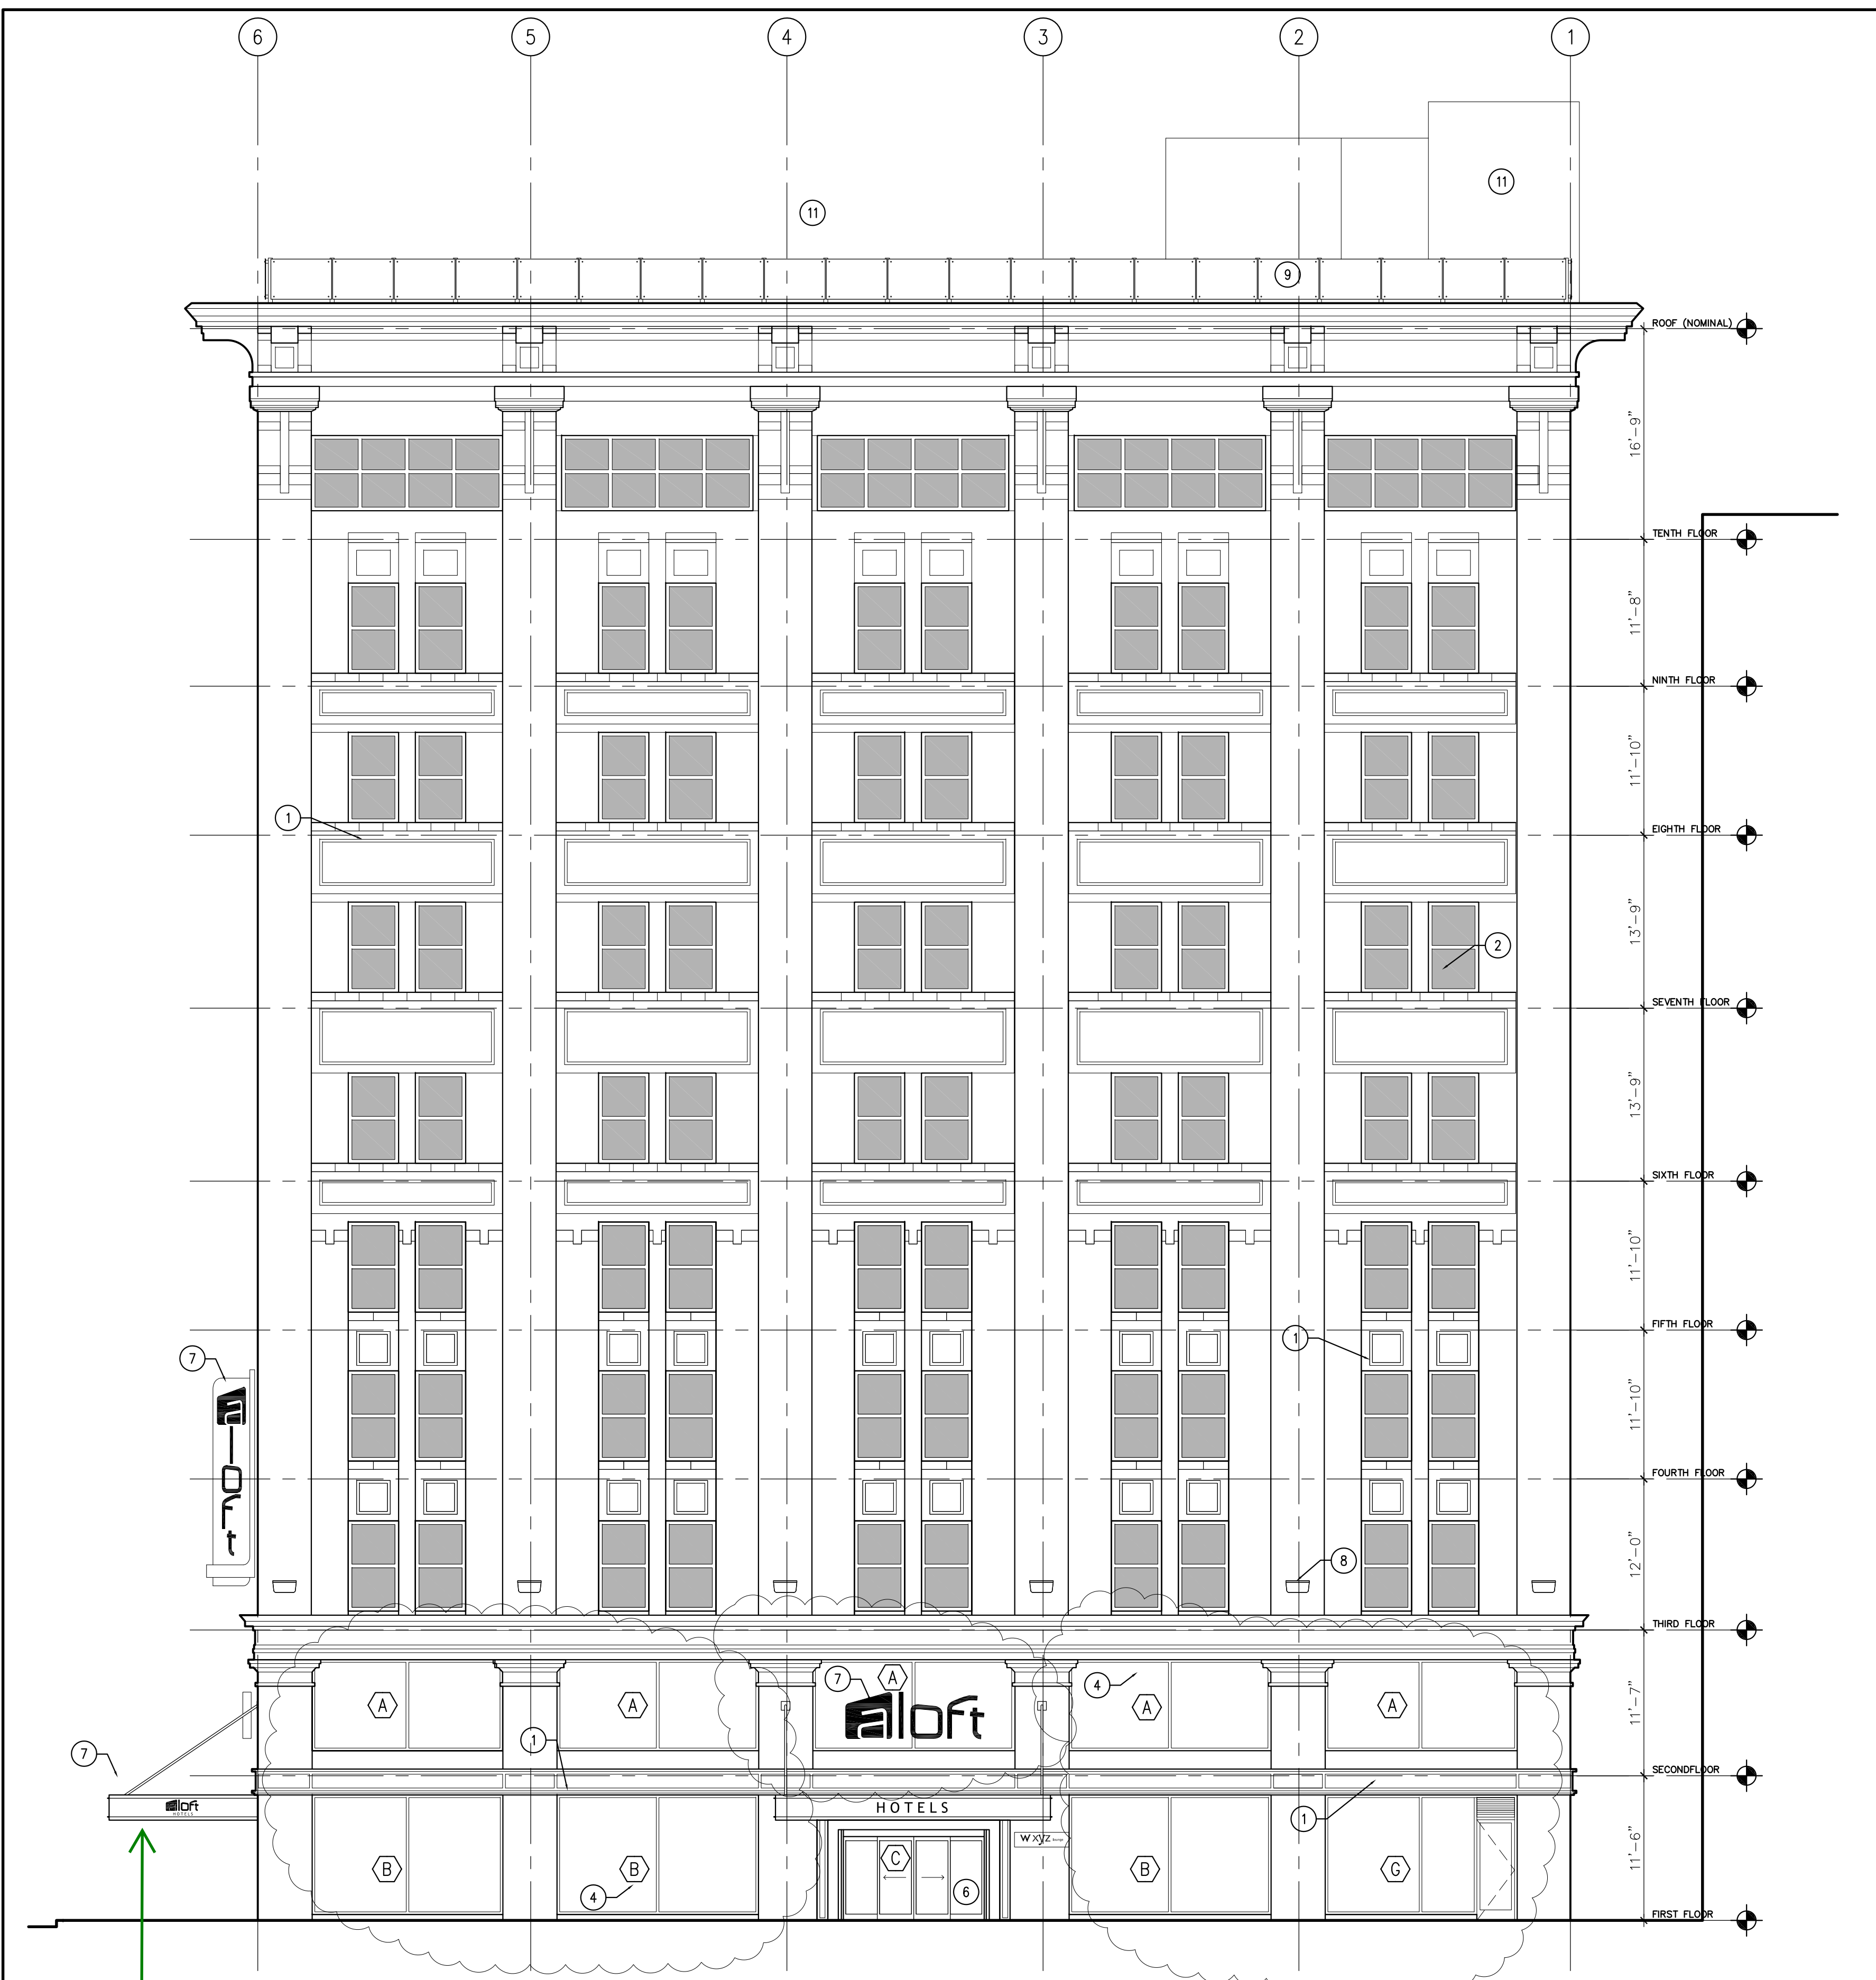 6 5 4 3 2 1
11
11
9
ROOF (NOMINAL)
16'-9"
TENTH FLOOR
11'-8"
NINTH FLOOR
11'-10"
1
EIGHTH FLOOR
13'-9"
2
SEVENTH FLOOR
13'-9"
SIXTH FLOOR
11'-10"
FIFTH FLOOR
1
7
aloft
11'-10"
FOURTH FLOOR
12'-0"
8
THIRD FLOOR
A A 7 A 4 A A
aloft
11'-7"
7
1
SECONDFLOOR
aloft
HOTELS
HOTELS
1
W XYZ
11'-6"
B B C B G
4
6
FIRST FLOOR